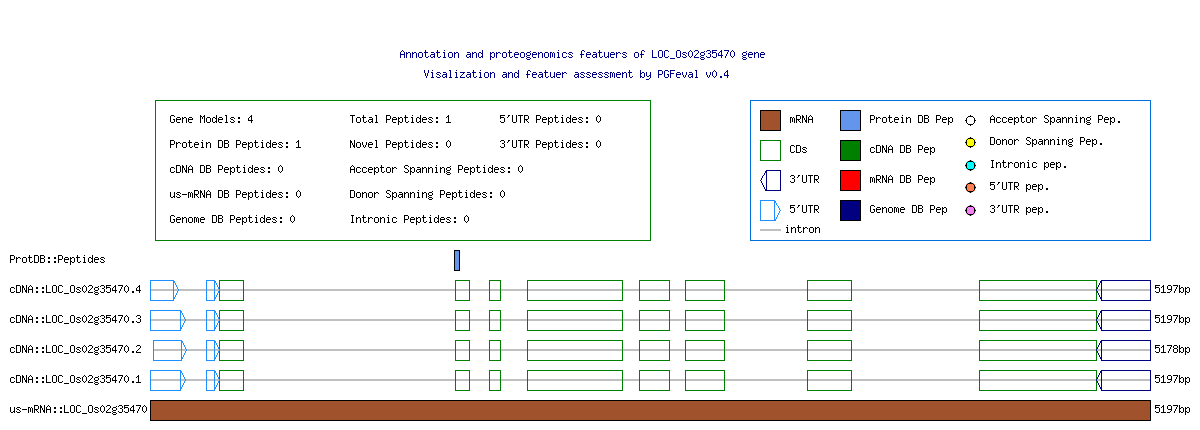 Annotation and proteogenomics featuers of LOC_Os02g35470 gene
Visalization and featuer assessment by PGFeval v0.4
Gene Models: 4
Total Peptides: 1
5'UTR Peptides: 0
Protein DB Peptides: 1
Novel Peptides: 0
3'UTR Peptides: 0
cDNA DB Peptides: 0
Acceptor Spanning Peptides: 0
us-mRNA DB Peptides: 0
Donor Spanning Peptides: 0
Genome DB Peptides: 0
Intronic Peptides: 0
mRNA
Protein DB Pep
Acceptor Spanning Pep.
CDs
cDNA DB Pep
Donor Spanning Pep.
3'UTR
mRNA DB Pep
Intronic pep.
5'UTR
Genome DB Pep
5'UTR pep.
3'UTR pep.
intron
ProtDB::Peptides
cDNA::LOC_Os02g35470.4 5197bp
cDNA::LOC_Os02g35470.3 5197bp
cDNA::LOC_Os02g35470.2 5178bp
cDNA::LOC_Os02g35470.1 5197bp
us-mRNA::LOC_Os02g35470 5197bp